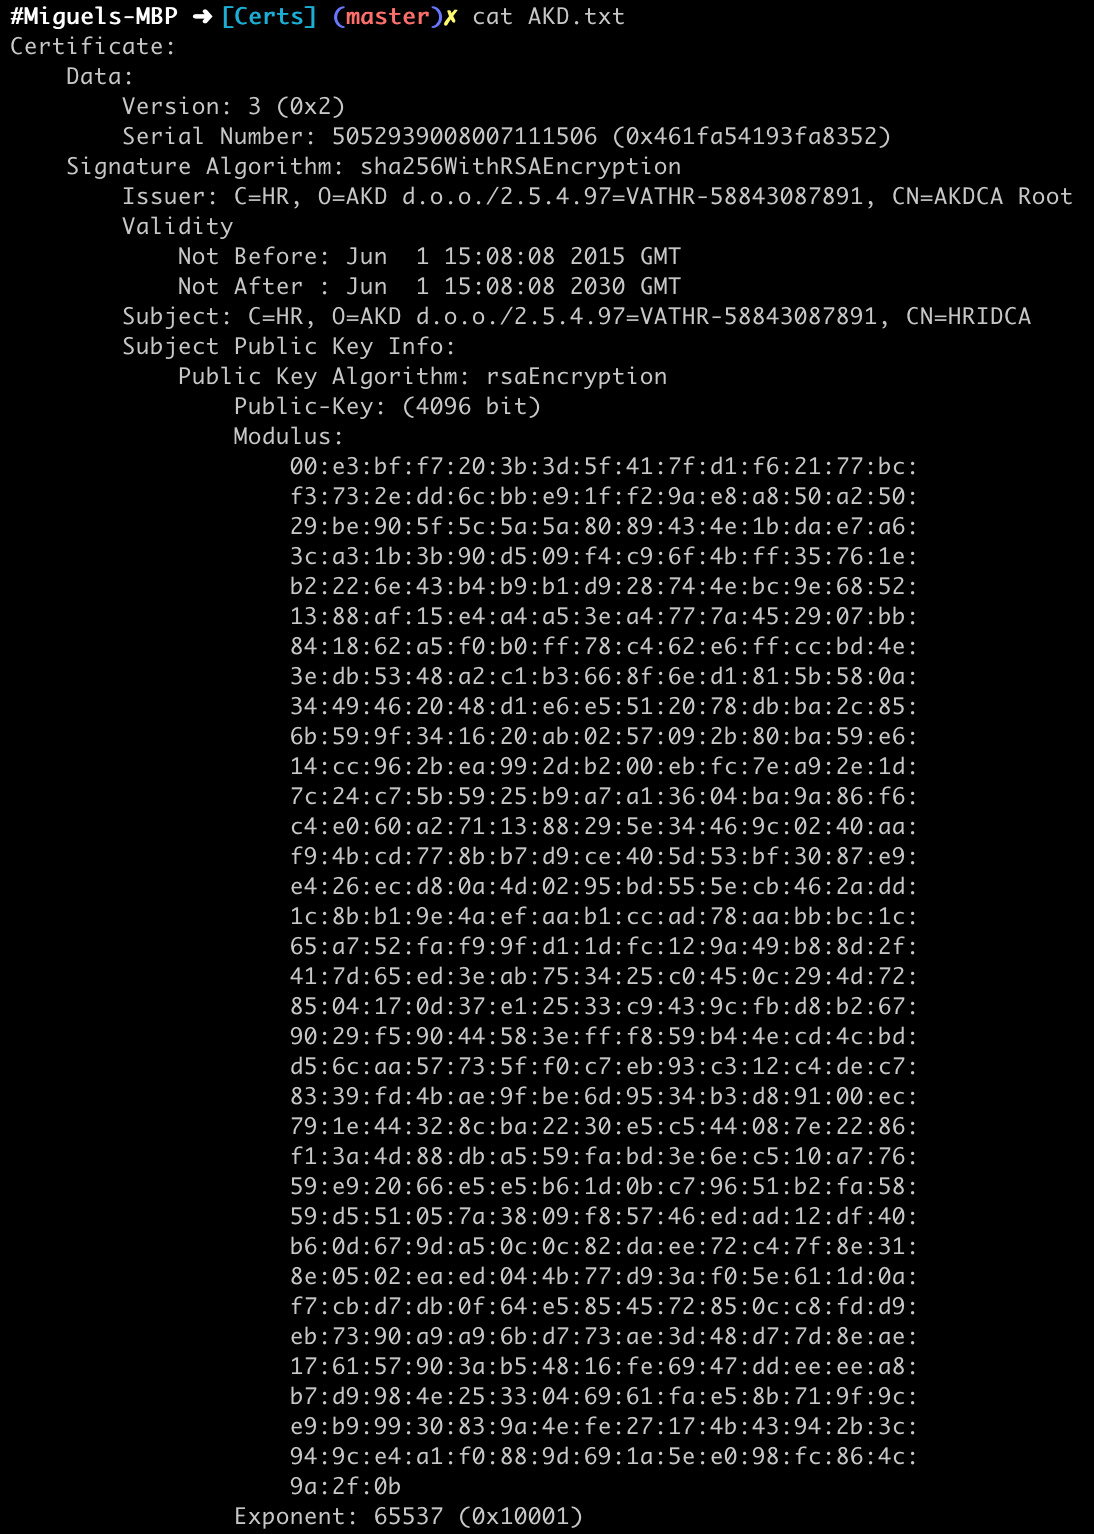 #Miguels-MBP ➜ [Certs] (master)✗ cat AKD.txt
Certificate:
    Data:
        Version: 3 (0x2)
        Serial Number: 5052939008007111506 (0x461fa54193fa8352)
    Signature Algorithm: sha256WithRSAEncryption
        Issuer: C=HR, O=AKD d.o.o./2.5.4.97=VATHR-58843087891, CN=AKDCA Root
        Validity
            Not Before: Jun  1 15:08:08 2015 GMT
            Not After : Jun  1 15:08:08 2030 GMT
        Subject: C=HR, O=AKD d.o.o./2.5.4.97=VATHR-58843087891, CN=HRIDCA
        Subject Public Key Info:
            Public Key Algorithm: rsaEncryption
                Public-Key: (4096 bit)
                Modulus:
                    00:e3:bf:f7:20:3b:3d:5f:41:7f:d1:f6:21:77:bc:
                    f3:73:2e:dd:6c:bb:e9:1f:f2:9a:e8:a8:50:a2:50:
                    29:be:90:5f:5c:5a:5a:80:89:43:4e:1b:da:e7:a6:
                    3c:a3:1b:3b:90:d5:09:f4:c9:6f:4b:ff:35:76:1e:
                    b2:22:6e:43:b4:b9:b1:d9:28:74:4e:bc:9e:68:52:
                    13:88:af:15:e4:a4:a5:3e:a4:77:7a:45:29:07:bb:
                    84:18:62:a5:f0:b0:ff:78:c4:62:e6:ff:cc:bd:4e:
                    3e:db:53:48:a2:c1:b3:66:8f:6e:d1:81:5b:58:0a:
                    34:49:46:20:48:d1:e6:e5:51:20:78:db:ba:2c:85:
                    6b:59:9f:34:16:20:ab:02:57:09:2b:80:ba:59:e6:
                    14:cc:96:2b:ea:99:2d:b2:00:eb:fc:7e:a9:2e:1d:
                    7c:24:c7:5b:59:25:b9:a7:a1:36:04:ba:9a:86:f6:
                    c4:e0:60:a2:71:13:88:29:5e:34:46:9c:02:40:aa:
                    f9:4b:cd:77:8b:b7:d9:ce:40:5d:53:bf:30:87:e9:
                    e4:26:ec:d8:0a:4d:02:95:bd:55:5e:cb:46:2a:dd:
                    1c:8b:b1:9e:4a:ef:aa:b1:cc:ad:78:aa:bb:bc:1c:
                    65:a7:52:fa:f9:9f:d1:1d:fc:12:9a:49:b8:8d:2f:
                    41:7d:65:ed:3e:ab:75:34:25:c0:45:0c:29:4d:72:
                    85:04:17:0d:37:e1:25:33:c9:43:9c:fb:d8:b2:67:
                    90:29:f5:90:44:58:3e:ff:f8:59:b4:4e:cd:4c:bd:
                    d5:6c:aa:57:73:5f:f0:c7:eb:93:c3:12:c4:de:c7:
                    83:39:fd:4b:ae:9f:be:6d:95:34:b3:d8:91:00:ec:
                    79:1e:44:32:8c:ba:22:30:e5:c5:44:08:7e:22:86:
                    f1:3a:4d:88:db:a5:59:fa:bd:3e:6e:c5:10:a7:76:
                    59:e9:20:66:e5:e5:b6:1d:0b:c7:96:51:b2:fa:58:
                    59:d5:51:05:7a:38:09:f8:57:46:ed:ad:12:df:40:
                    b6:0d:67:9d:a5:0c:0c:82:da:ee:72:c4:7f:8e:31:
                    8e:05:02:ea:ed:04:4b:77:d9:3a:f0:5e:61:1d:0a:
                    f7:cb:d7:db:0f:64:e5:85:45:72:85:0c:c8:fd:d9:
                    eb:73:90:a9:a9:6b:d7:73:ae:3d:48:d7:7d:8e:ae:
                    17:61:57:90:3a:b5:48:16:fe:69:47:dd:ee:ee:a8:
                    b7:d9:98:4e:25:33:04:69:61:fa:e5:8b:71:9f:9c:
                    e9:b9:99:30:83:9a:4e:fe:27:17:4b:43:94:2b:3c:
                    94:9c:e4:a1:f0:88:9d:69:1a:5e:e0:98:fc:86:4c:
                    9a:2f:0b
                Exponent: 65537 (0x10001)